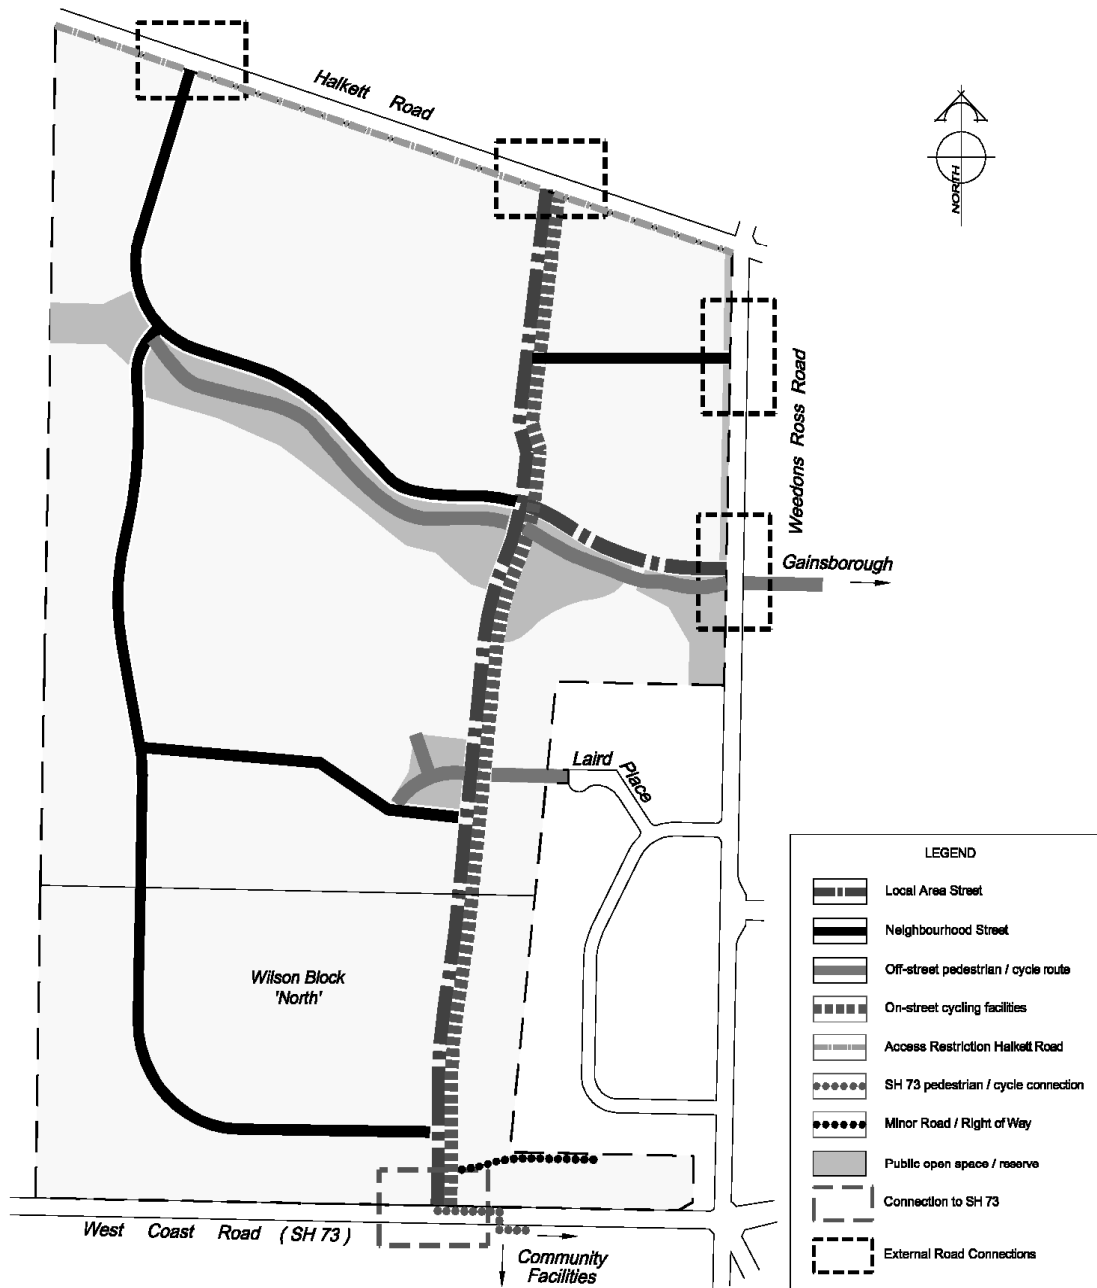 Halkett Road
NORTH
Weedons Ross Road
Gainsborough
Laird
Place
Wilson Block
'North'
West Coast Road ( SH 73 )
Community
Facilities
LEGEND
Local Area Street
Neighbourhood Street
Off-street pedestrian / cycle route
On-street cycling facilities
Access Restriction Halkett Road
SH 73 pedestrian / cycle connection
Minor Road / Right of Way
Public open space / reserve
Connection to SH 73
External Road Connections